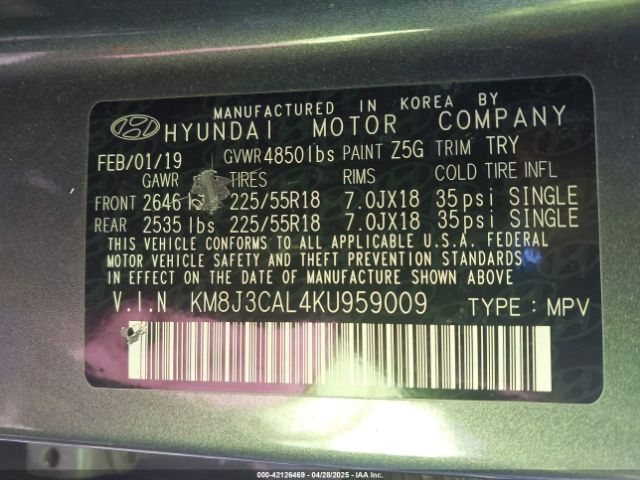 MANUFACTURED IN KOREA BY
HYUNDAI MOTOR COMPANY
FEB/01/19 GVWR 4850lbs PAINT Z5G TRIM TRY
GAWR TIRES RIMS COLD TIRE INFL
FRONT 2646 225/55R18 7.0JX18 35psi SINGLE
REAR 2535 lbs 225/55R18 7.0JX18 35psi SINGLE
THIS VEHICLE CONFORMS TO ALL APPLICABLE U.S.A. FEDERAL
MOTOR VEHICLE SAFETY AND THEFT PREVENTION STANDARDS
IN EFFECT ON THE DATE OF MANUFACTURE SHOWN ABOVE
V.I.N KM8J3CAL4KU959009 TYPE : MPV
000-42126469 - 04/28/2025 - IAA Inc.